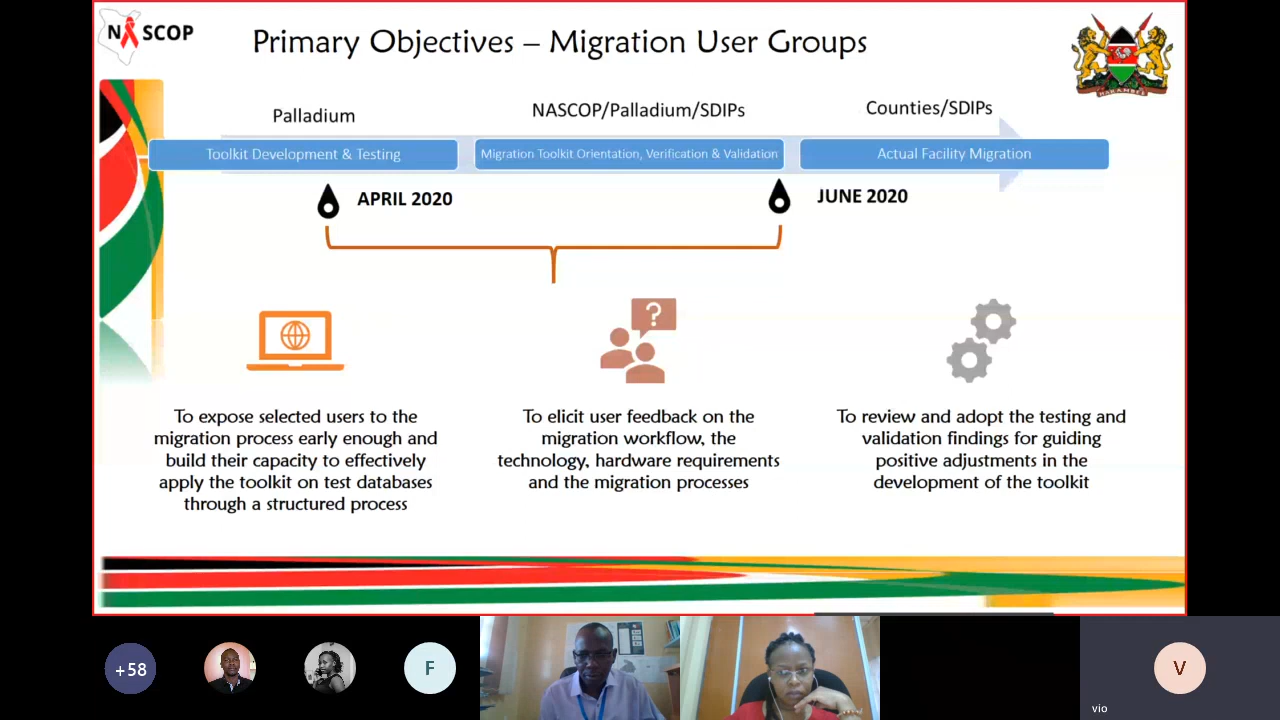 NASCOP
Primary Objectives – Migration User Groups
HARAMBEE
Palladium
NASCOP/Palladium/SDIPs
Counties/SDIPs
Toolkit Development & Testing
Migration Toolkit Orientation, Verification & Validation
Actual Facility Migration
APRIL 2020
JUNE 2020
?
To expose selected users to the
migration process early enough and
build their capacity to effectively
apply the toolkit on test databases
through a structured process
To elicit user feedback on the
migration workflow, the
technology, hardware requirements
and the migration processes
To review and adopt the testing and
validation findings for guiding
positive adjustments in the
development of the toolkit
+58
F
V
vio